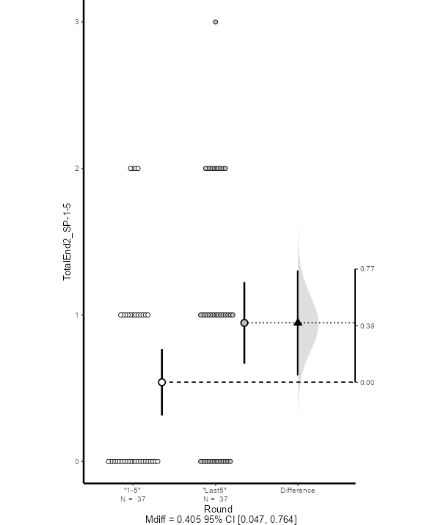 3
2
1
0
TotalEnd2_SP-1-5
0.77
0.39
0.00
"1-5"
N = 37
"Last5"
N = 37
Difference
Round
Mdiff = 0.405 95% CI [0.047, 0.764]